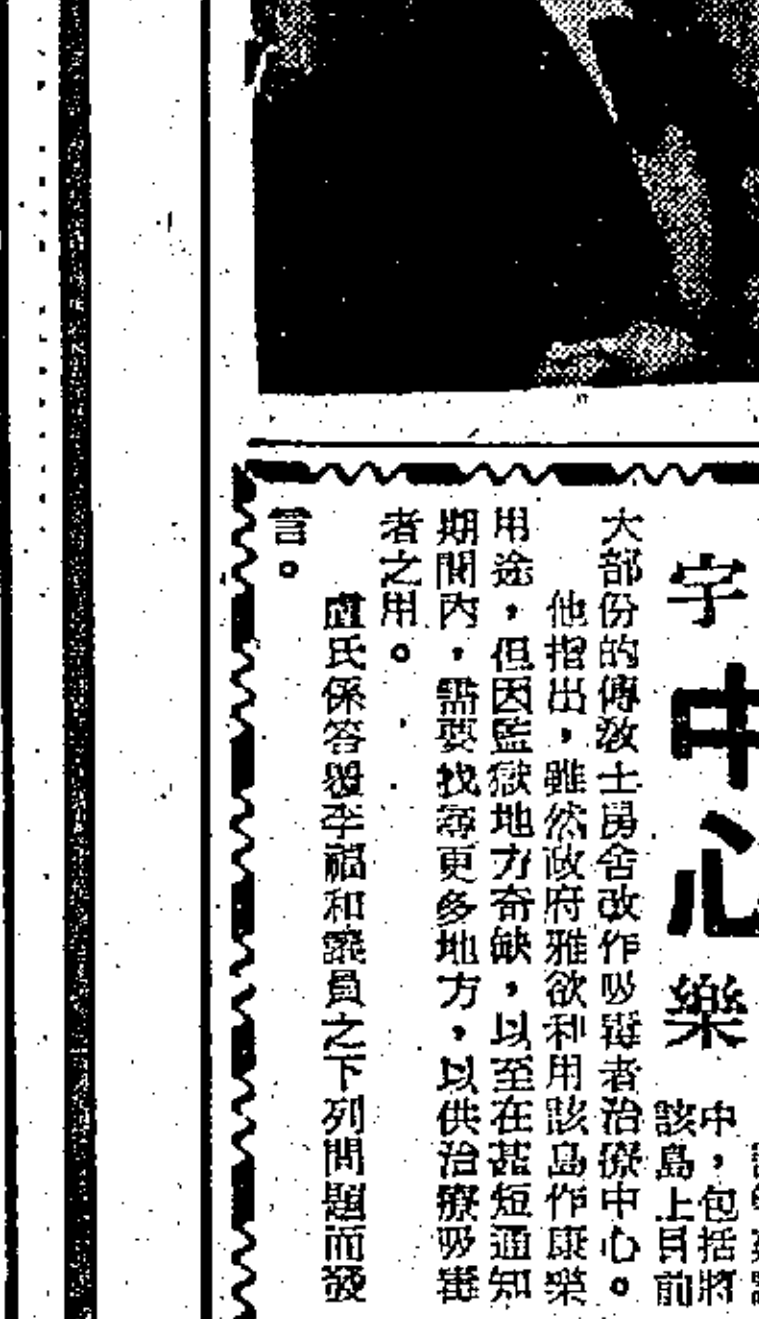 字中心樂
中，包括將
該島上目前
大部份的傳敎士舅舍改作吸毒者治療中心。
他指出，雖然政府雅欲利用該島作康樂
用途，但因監獄地方奇缺，以至在甚短通知
期間內，需要找尋更多地方，以供治療吸毒
者之用。
盧氏係答覆李福和議員之下列問題而發
言。